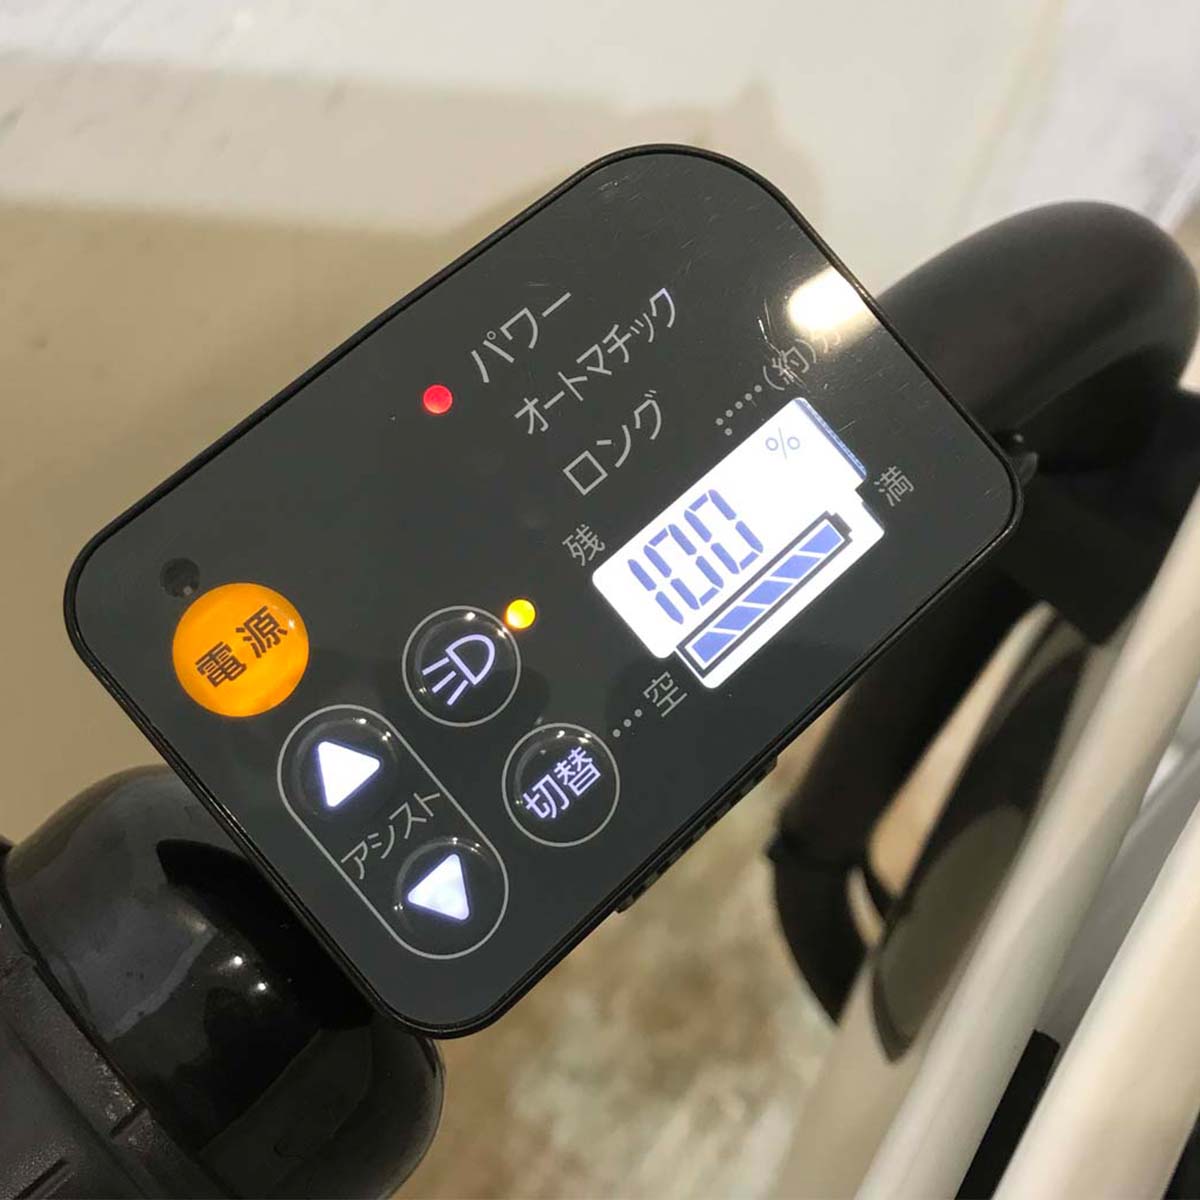 パワー
オートマチック
ロング
(約)
残
%
満
100
空
電源
切替
アシスト